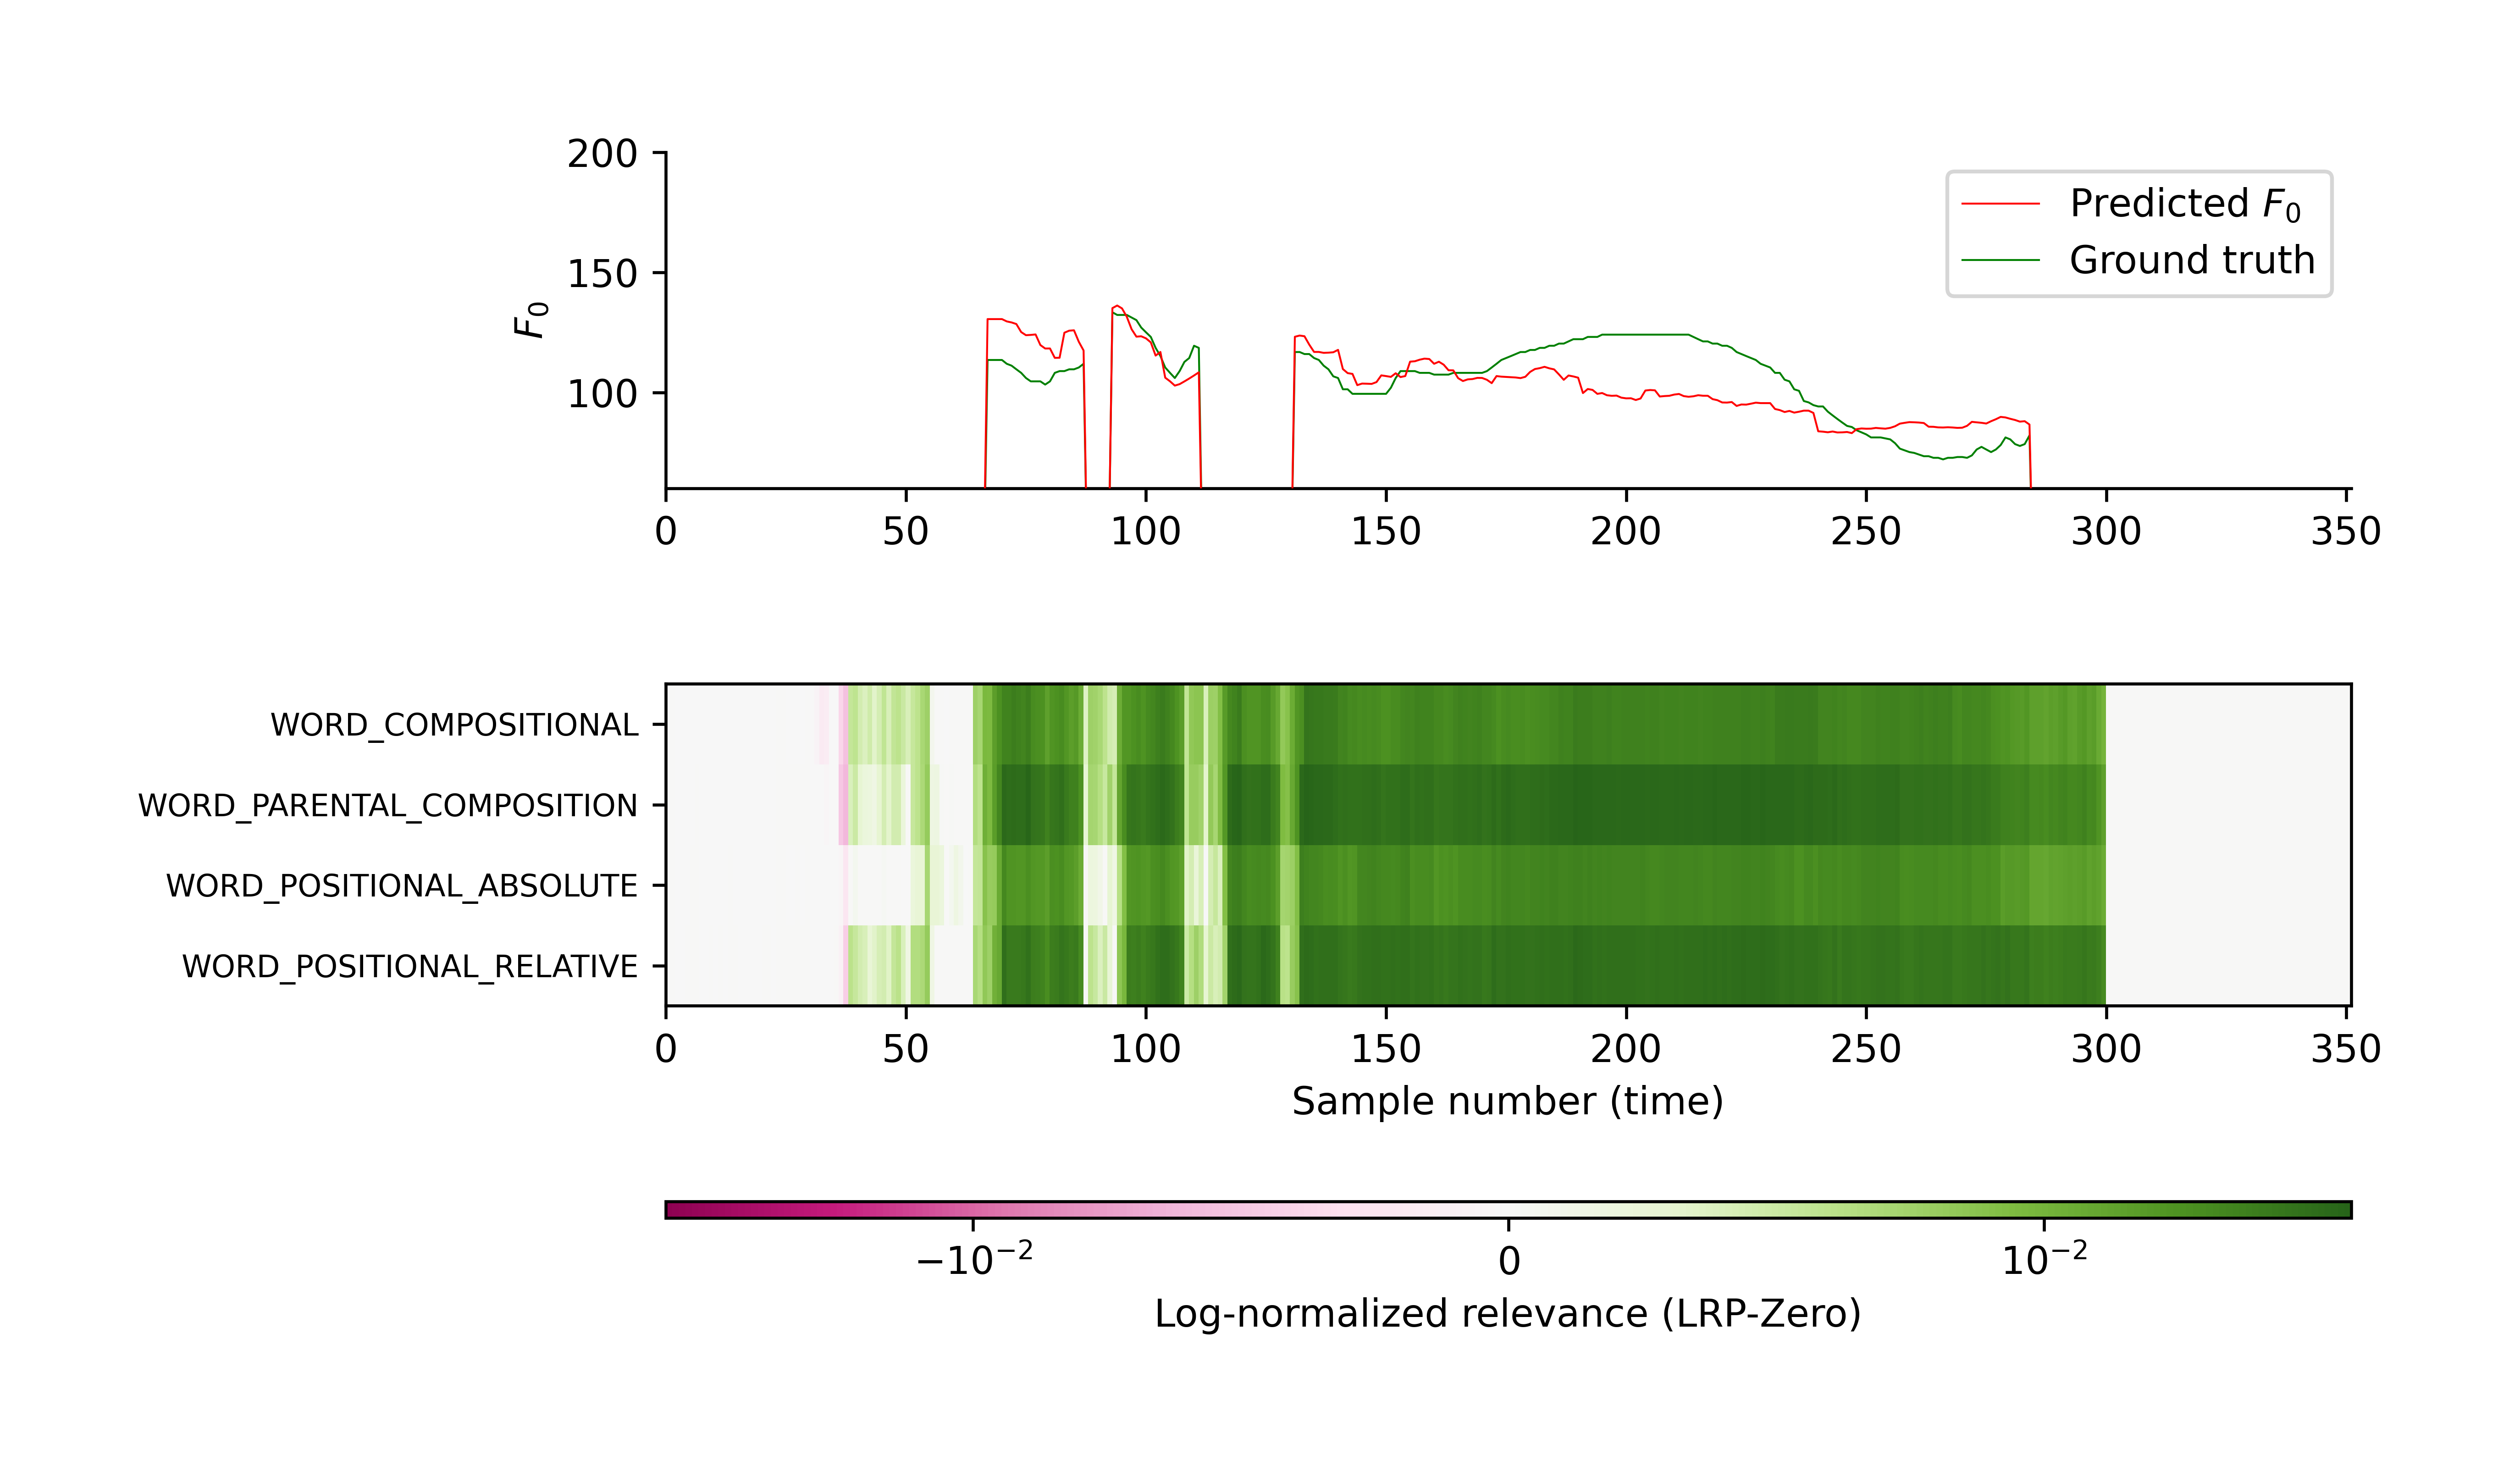 200
150
100
F₀
Predicted F₀
Ground truth
0 50 100 150 200 250 300 350
WORD_COMPOSITIONAL
WORD_PARENTAL_COMPOSITION
WORD_POSITIONAL_ABSOLUTE
WORD_POSITIONAL_RELATIVE
0 50 100 150 200 250 300 350
Sample number (time)
−10⁻² 0 10⁻²
Log-normalized relevance (LRP-Zero)